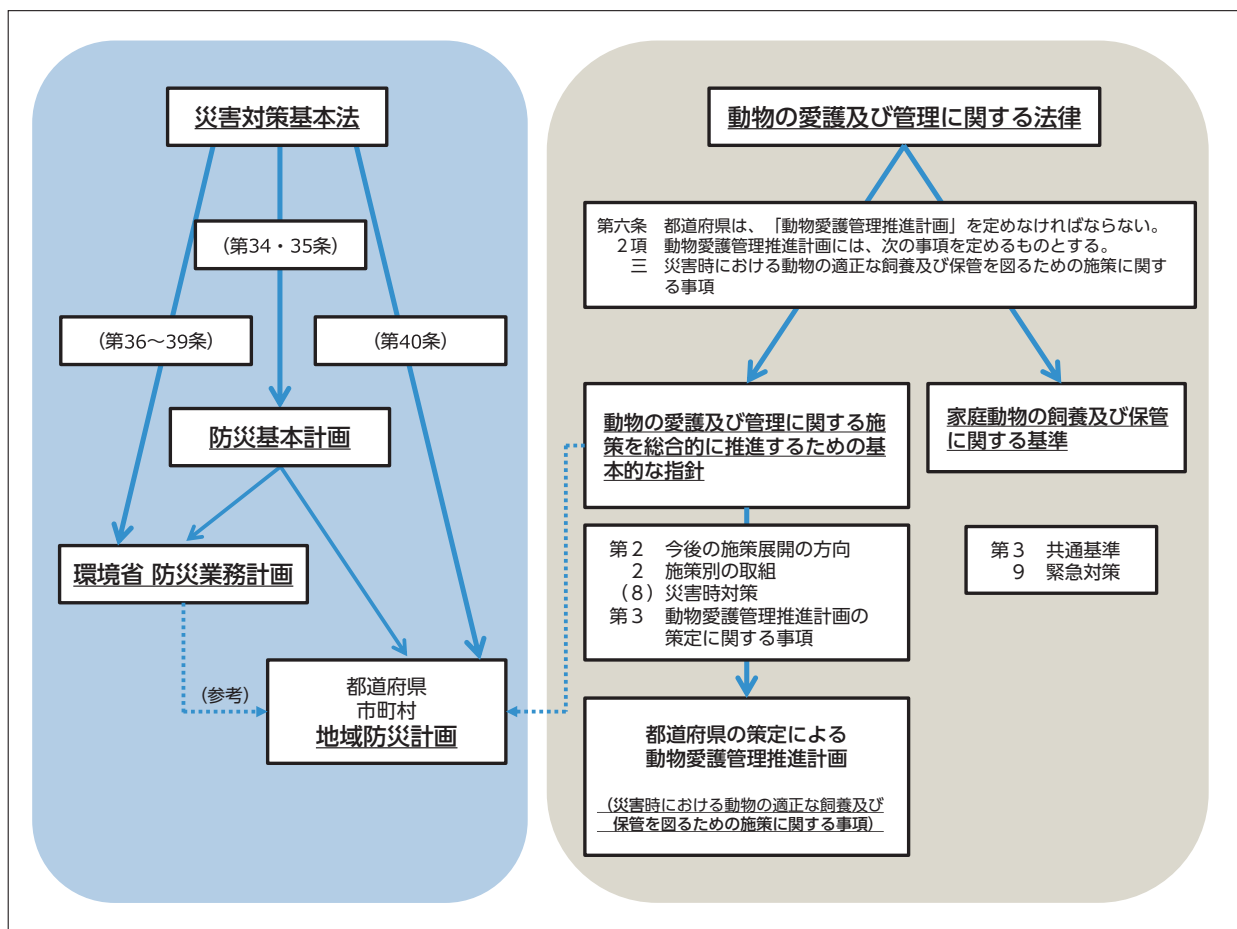 災害対策基本法
(第34・35条)
(第36～39条)
(第40条)
防災基本計画
環境省 防災業務計画
(参考)
都道府県
市町村
地域防災計画
動物の愛護及び管理に関する法律
第六条　都道府県は、「動物愛護管理推進計画」を定めなければならない。
２項　動物愛護管理推進計画には、次の事項を定めるものとする。
三　災害時における動物の適正な飼養及び保管を図るための施策に関す
る事項
動物の愛護及び管理に関する施
策を総合的に推進するための基
本的な指針
家庭動物の飼養及び保管
に関する基準
第２　今後の施策展開の方向
２　施策別の取組
（８）災害時対策
第３　動物愛護管理推進計画の
策定に関する事項
第３　共通基準
９　緊急対策
都道府県の策定による
動物愛護管理推進計画
（災害時における動物の適正な飼養及び
保管を図るための施策に関する事項）